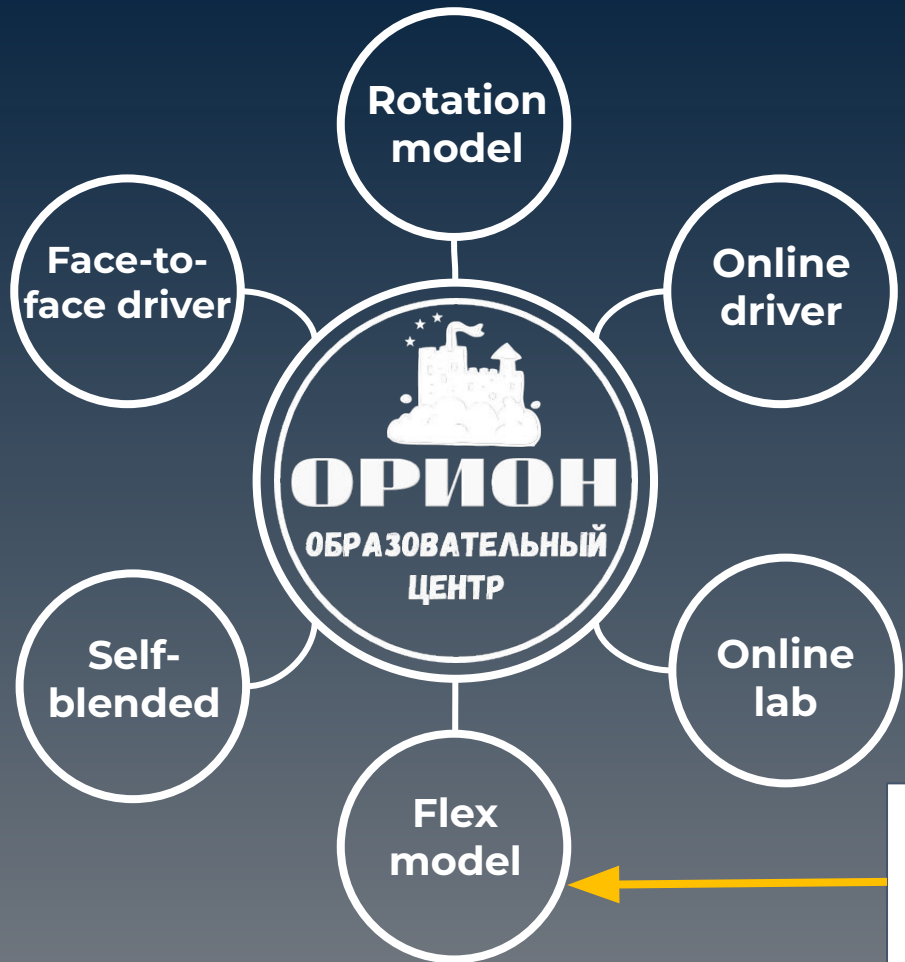 Rotation
model
Face-to-
face driver
Online
driver
ОРИОН
ОБРАЗОВАТЕЛЬНЫЙ
ЦЕНТР
Self-
blended
Online
lab
Flex
model